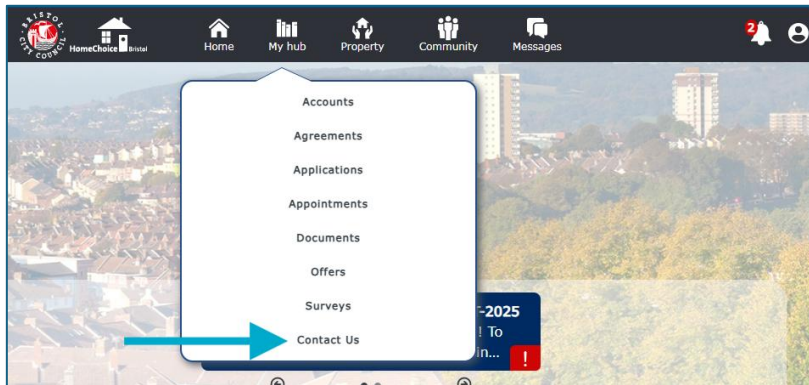 BRISTOL
CITY COUNCIL
HomeChoice Bristol
Home
My hub
Property
Community
Messages
2
Accounts
Agreements
Applications
Appointments
Documents
Offers
Surveys
-2025
! To
Contact Us
in...
!